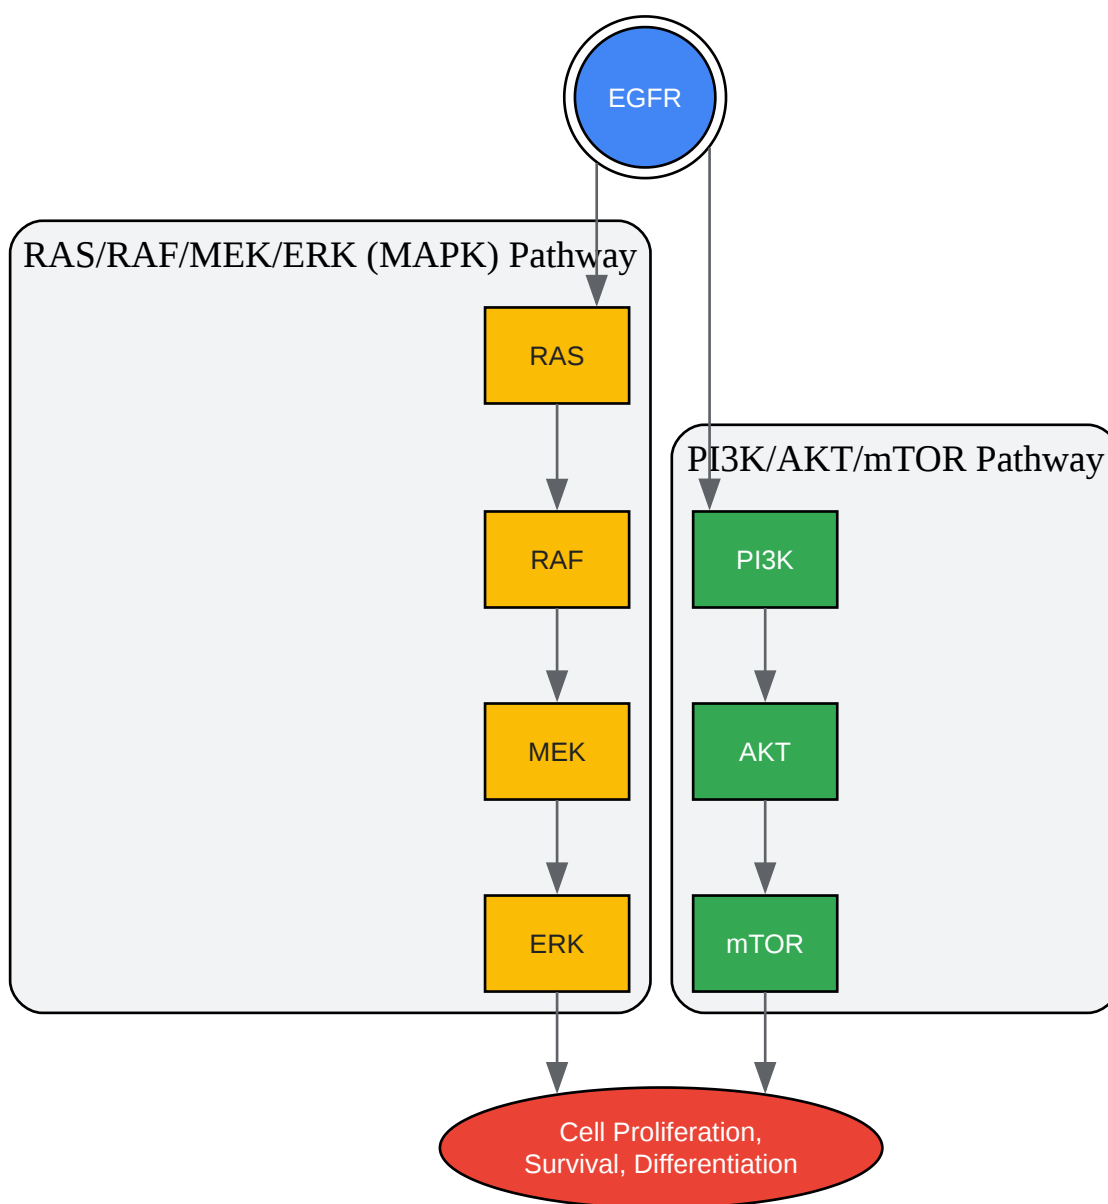 EGFR
RAS/RAF/MEK/ERK (MAPK) Pathway
RAS
PI3K/AKT/mTOR Pathway
RAF
PI3K
MEK
AKT
ERK
mTOR
Cell Proliferation,
Survival, Differentiation